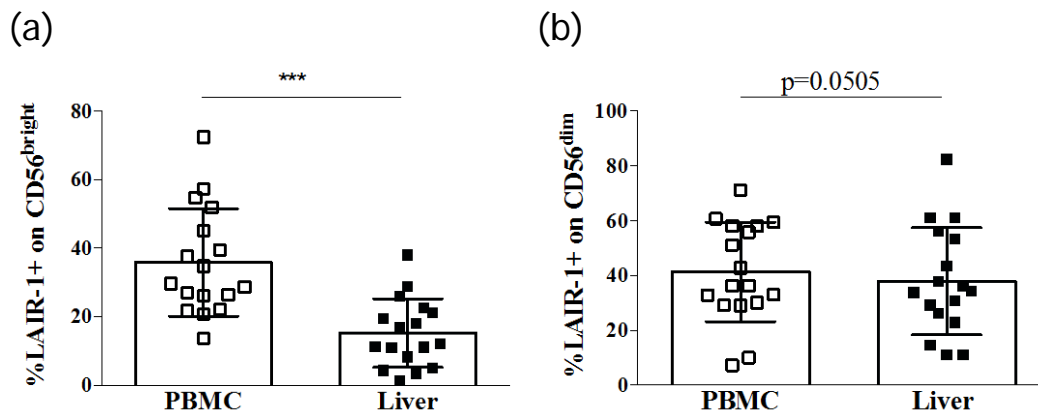 (a)
***
%LAIR-1+ on CD56bright
80
60
40
20
0
PBMC Liver
(b)
p=0.0505
%LAIR-1+ on CD56dim
100
80
60
40
20
0
PBMC Liver